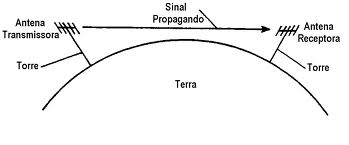 Sinal
Propagando
Antena
Transmissora
Antena
Receptora
Torre
Torre
Terra